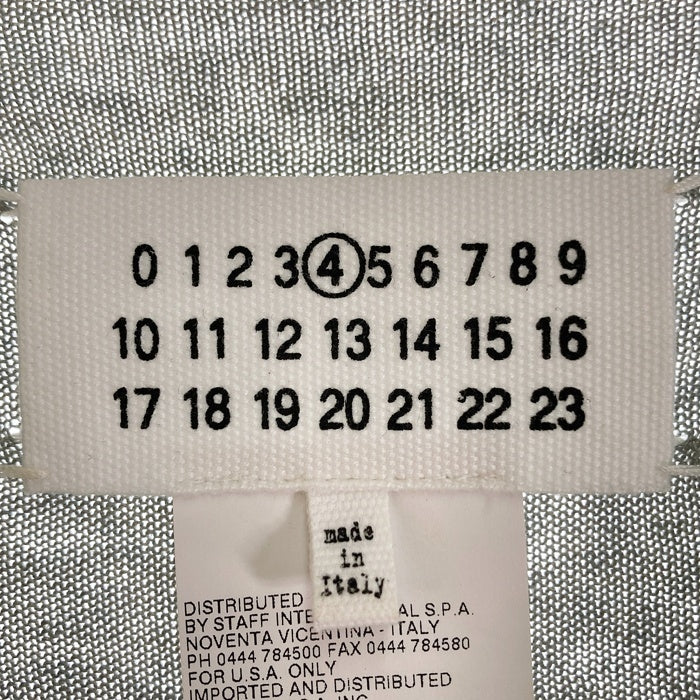 0 1 2 3 4 5 6 7 8 9
10 11 12 13 14 15 16
17 18 19 20 21 22 23
made
in
Italy
DISTRIBUTED
BY STAFF INTE AL S.P.A.
NOVENTA VICENTINA - ITALY
PH 0444 784500 FAX 0444 784580
FOR U.S.A. ONLY
IMPORTED AND DISTRIBUTED